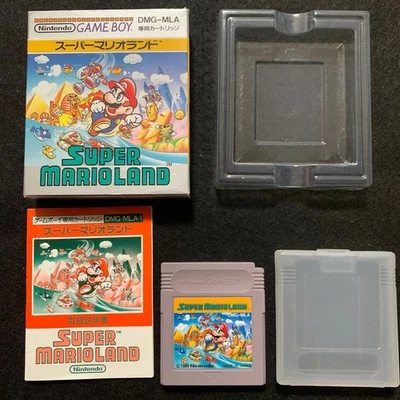 Nintendo GAME BOY™
DMG-MLA
専用カートリッジ
スーパーマリオランド
SUPER
MARIOLAND
ゲームボーイ専用カートリッジ DMG-MLA-1
スーパーマリオランド
取扱説明書
SUPER
MARIOLAND
Nintendo
SUPER MARIOLAND
DMG-MLA
©1989 Nintendo